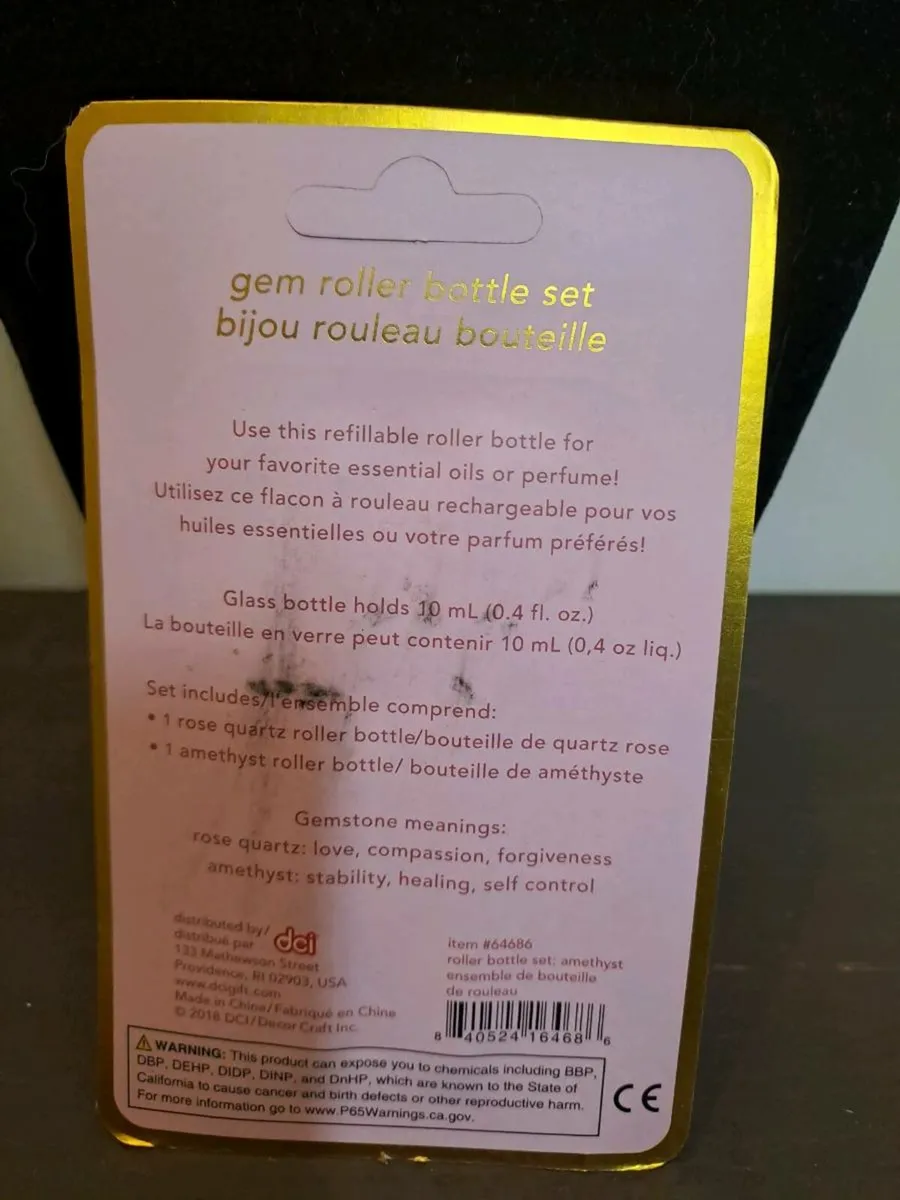 gem roller bottle set
bijou rouleau bouteille
Use this refillable roller bottle for
your favorite essential oils or perfume!
Utilisez ce flacon à rouleau rechargeable pour vos
huiles essentielles ou votre parfum préférés!
Glass bottle holds 10 mL (0.4 fl. oz.)
La bouteille en verre peut contenir 10 mL (0,4 oz liq.)
Set includes/l'ensemble comprend:
• 1 rose quartz roller bottle/bouteille de quartz rose
• 1 amethyst roller bottle/ bouteille de améthyste
Gemstone meanings:
rose quartz: love, compassion, forgiveness
amethyst: stability, healing, self control
distributed by/
distribué par dci
133 Mathewson Street
Providence, RI 02903, USA
www.dcigift.com
Made in China/Fabriqué en Chine
© 2018 DCI/Decor Craft Inc.
item #64686
roller bottle set: amethyst
ensemble de bouteille
de rouleau
8 40524 16468 6
WARNING: This product can expose you to chemicals including BBP,
DBP, DEHP, DIDP, DINP, and DnHP, which are known to the State of
California to cause cancer and birth defects or other reproductive harm.
For more information go to www.P65Warnings.ca.gov.
CE